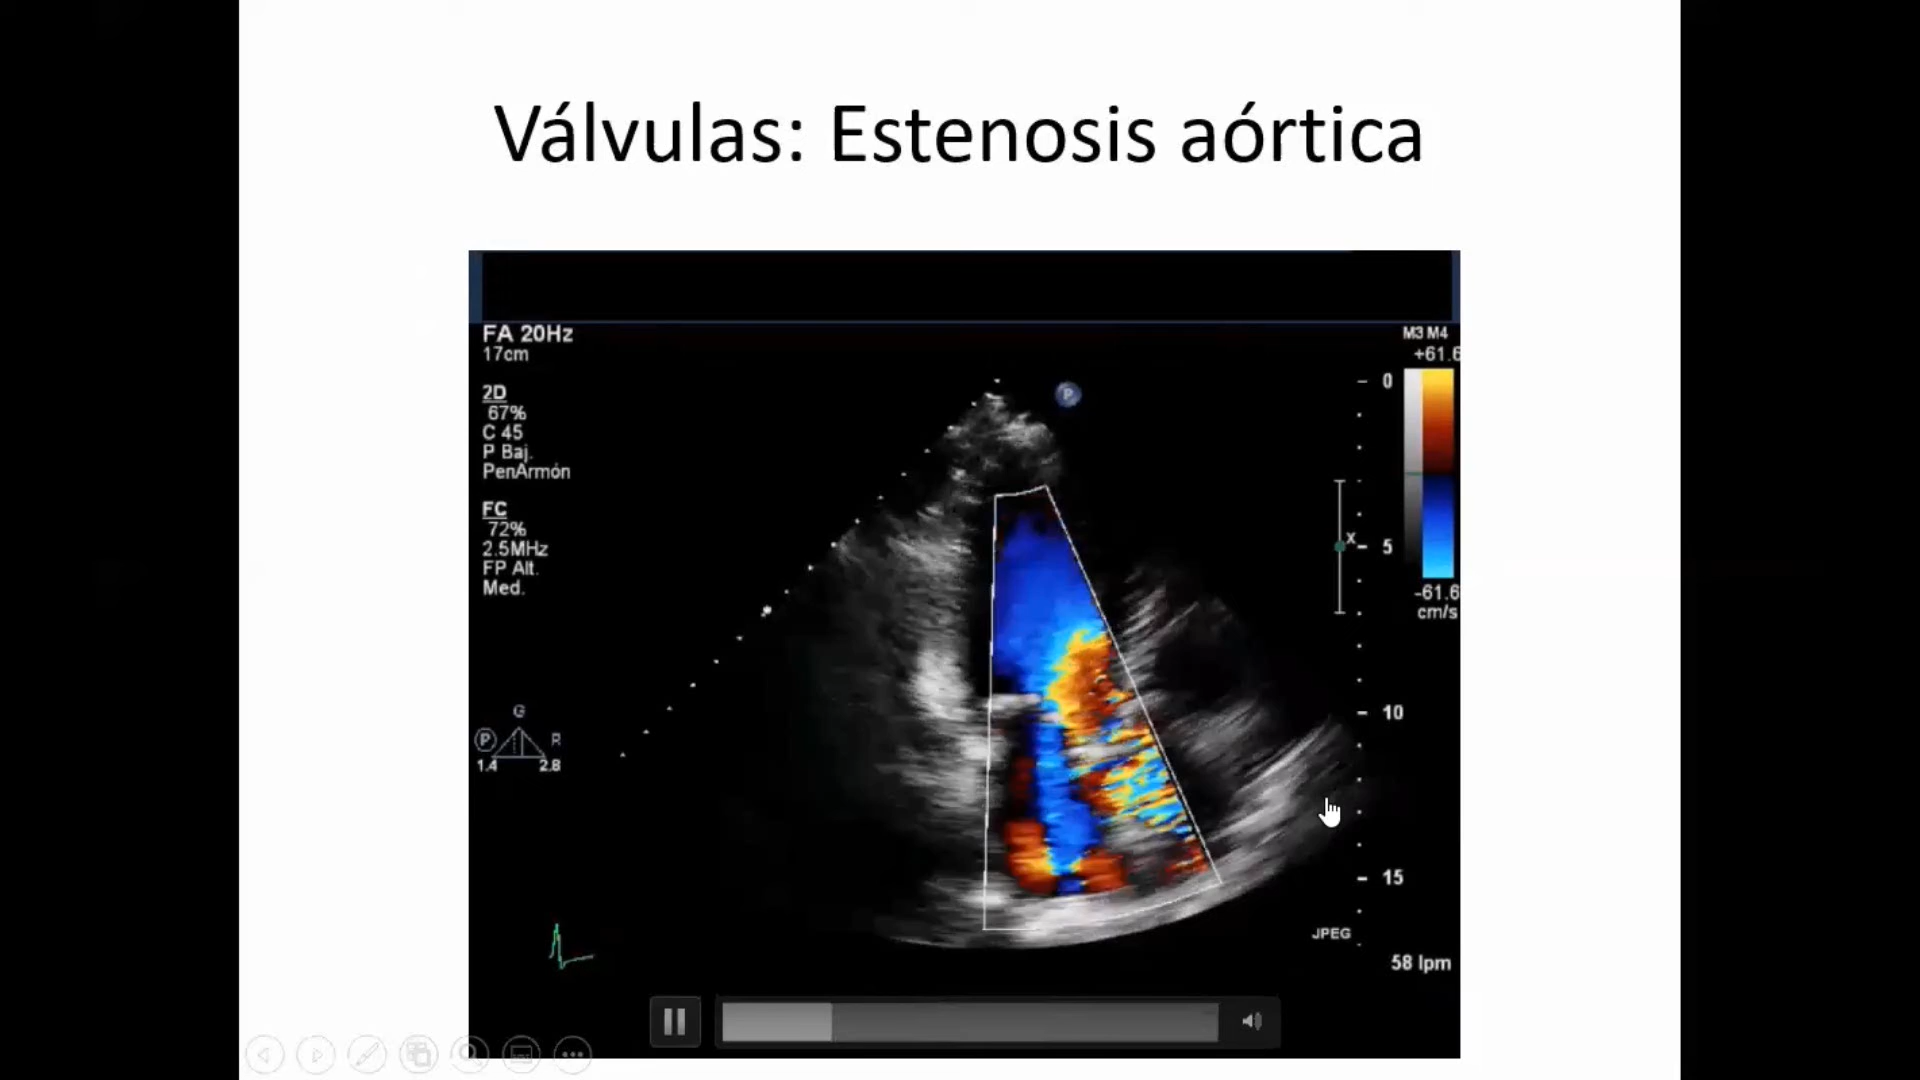 Válvulas: Estenosis aórtica
FA 20Hz
17cm
2D
67%
C 45
P Baj.
PenArmón
FC
72%
2.5MHz
FP Alt.
Med.
P
G
P R
1.4 2.8
M3 M4
+61.6
-61.6
cm/s
0
x
5
10
15
JPEG
58 lpm